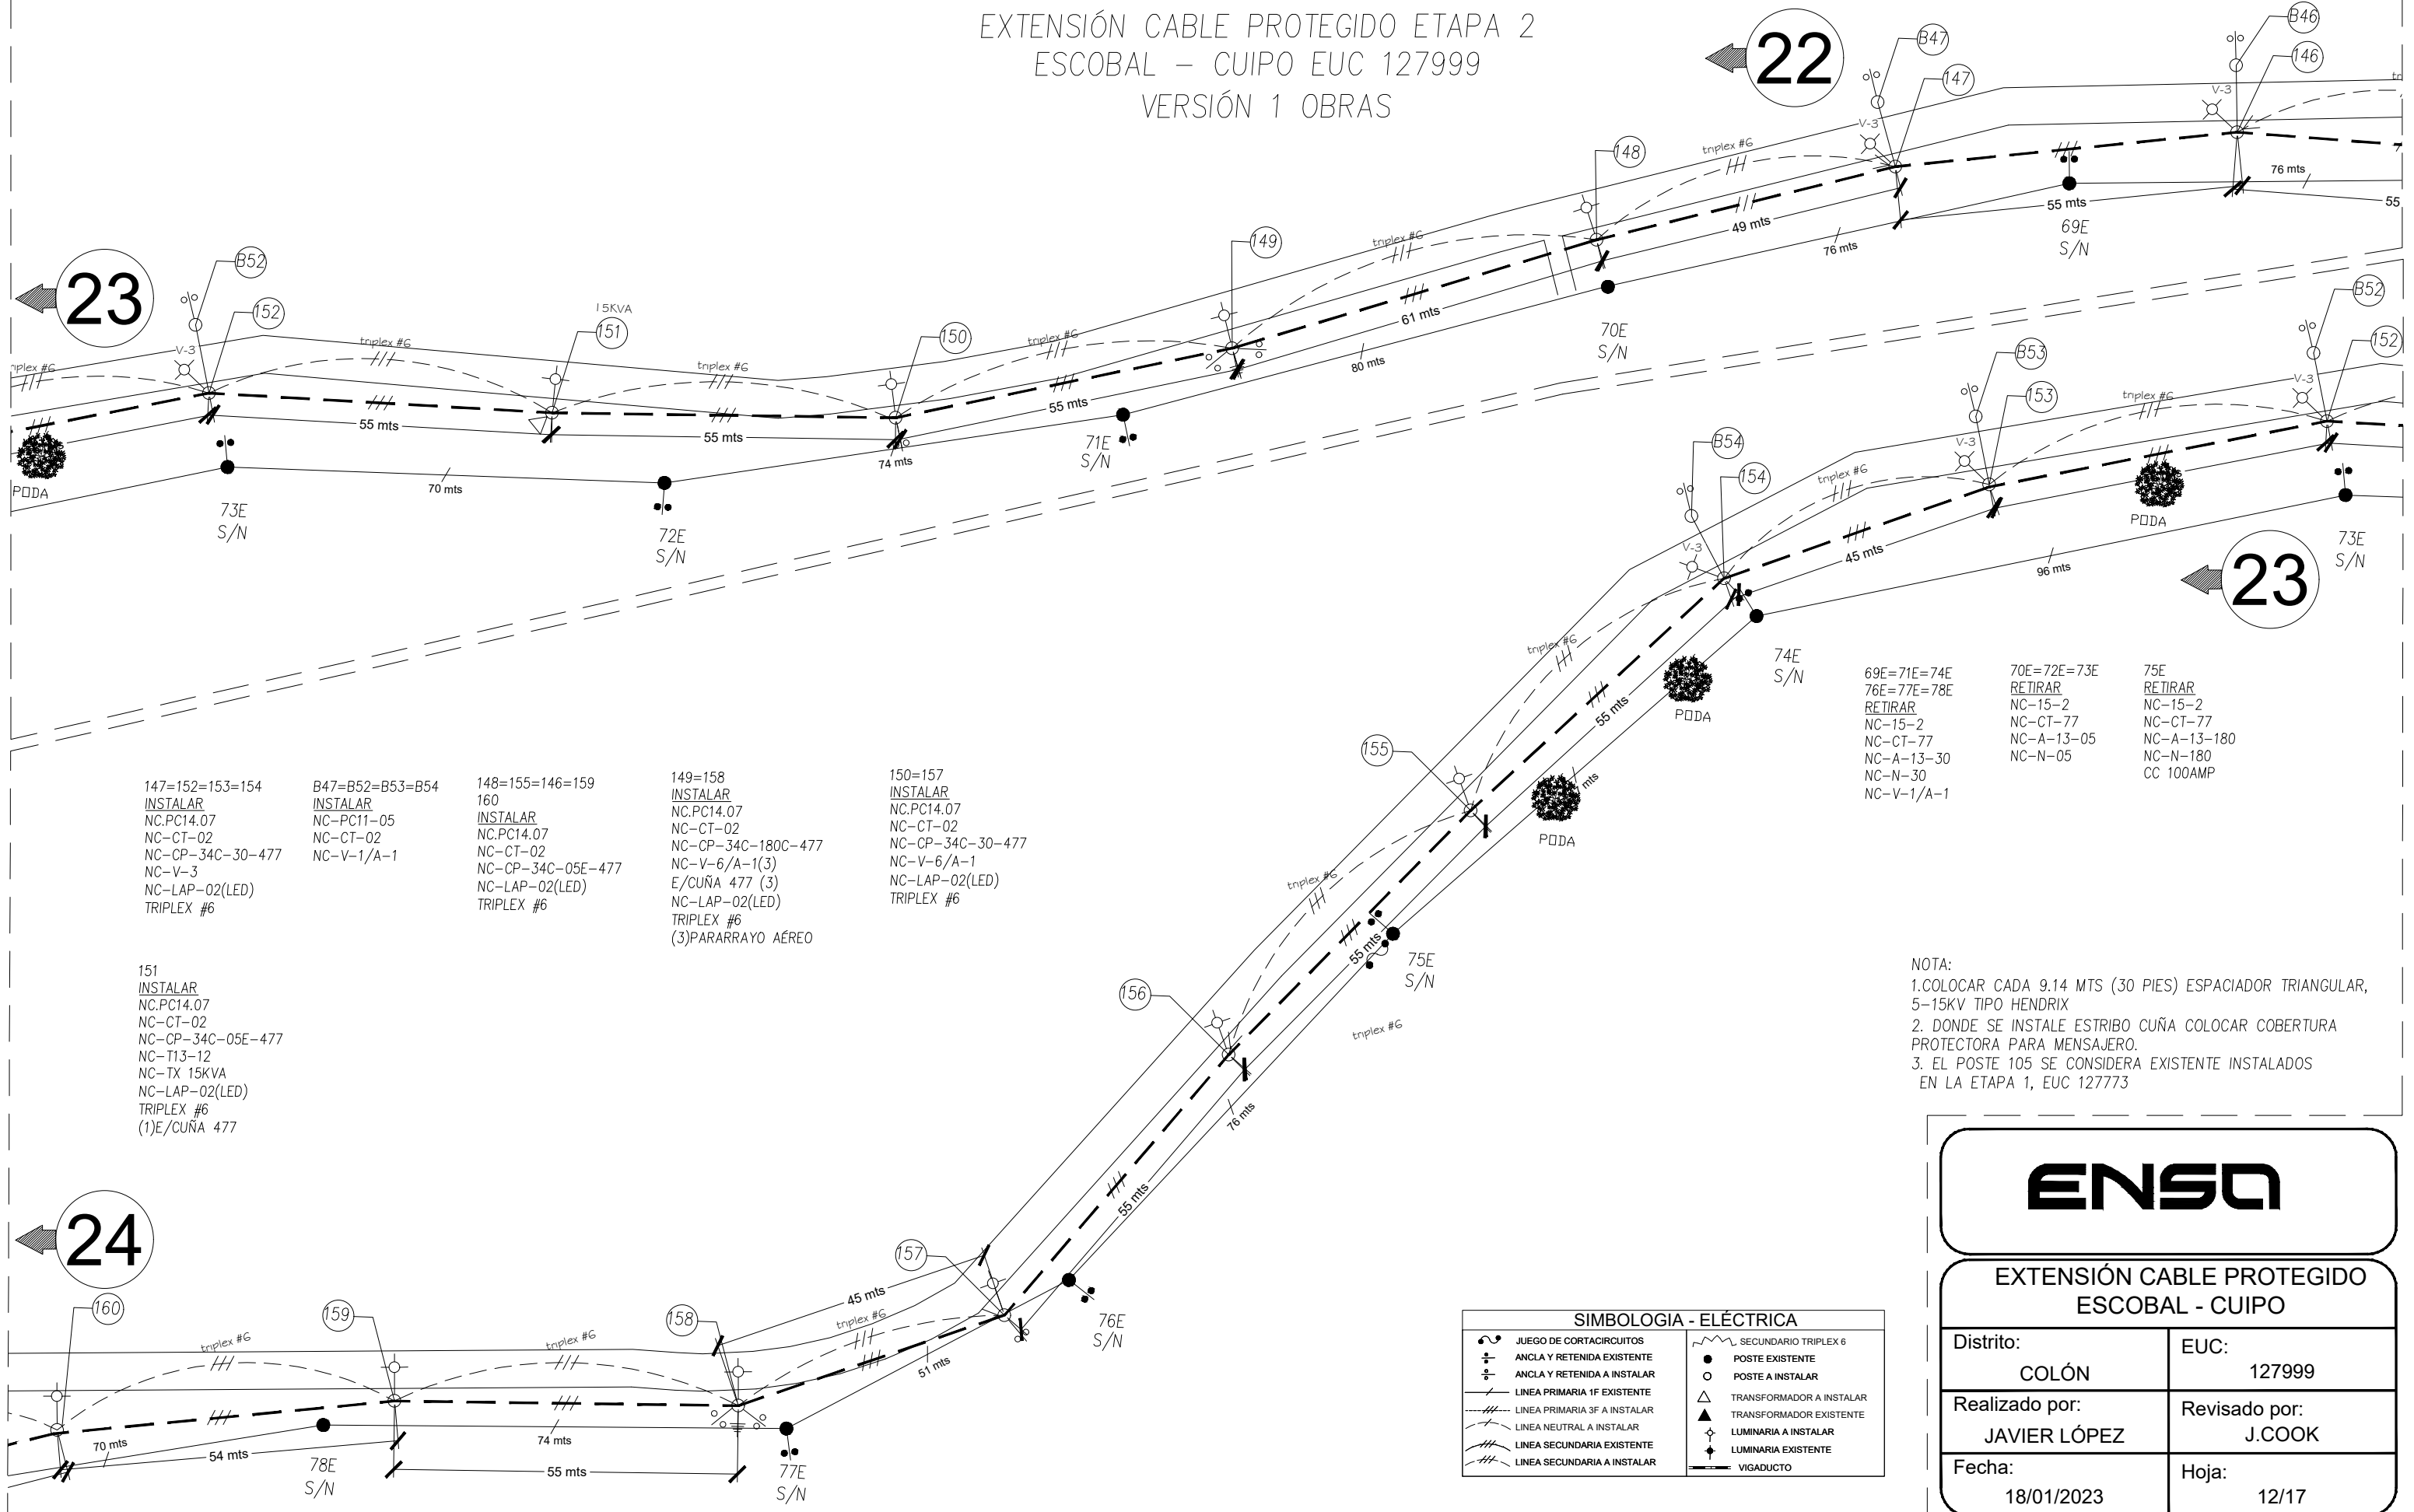 EXTENSIÓN CABLE PROTEGIDO ETAPA 2
ESCOBAL - CUIPO EUC 127999
VERSIÓN 1 OBRAS
22
B47
147
B46
146
V-3
V-3
triplex #6
148
76 mts
55 mts
55
49 mts
76 mts
69E
S/N
149
triplex #6
61 mts
80 mts
70E
S/N
23
B52
152
V-3
triplex #6
15KVA
151
triplex #6
150
triplex #6
55 mts
55 mts
55 mts
74 mts
71E
S/N
PODA
73E
S/N
70 mts
72E
S/N
B52
152
V-3
B53
153
V-3
triplex #6
B54
154
V-3
triplex #6
45 mts
96 mts
PODA
73E
S/N
23
triplex #6
74E
S/N
55 mts
PODA
155
mts
PODA
triplex #6
55 mts
75E
S/N
156
triplex #6
76 mts
55 mts
69E=71E=74E
76E=77E=78E
RETIRAR
NC-15-2
NC-CT-77
NC-A-13-30
NC-N-30
NC-V-1/A-1
70E=72E=73E
RETIRAR
NC-15-2
NC-CT-77
NC-A-13-05
NC-N-05
75E
RETIRAR
NC-15-2
NC-CT-77
NC-A-13-180
NC-N-180
CC 100AMP
147=152=153=154
INSTALAR
NC.PC14.07
NC-CT-02
NC-CP-34C-30-477
NC-V-3
NC-LAP-02(LED)
TRIPLEX #6
B47=B52=B53=B54
INSTALAR
NC-PC11-05
NC-CT-02
NC-V-1/A-1
148=155=146=159
160
INSTALAR
NC.PC14.07
NC-CT-02
NC-CP-34C-05E-477
NC-LAP-02(LED)
TRIPLEX #6
149=158
INSTALAR
NC.PC14.07
NC-CT-02
NC-CP-34C-180C-477
NC-V-6/A-1(3)
E/CUÑA 477 (3)
NC-LAP-02(LED)
TRIPLEX #6
(3)PARARRAYO AÉREO
150=157
INSTALAR
NC.PC14.07
NC-CT-02
NC-CP-34C-30-477
NC-V-6/A-1
NC-LAP-02(LED)
TRIPLEX #6
151
INSTALAR
NC.PC14.07
NC-CT-02
NC-CP-34C-05E-477
NC-T13-12
NC-TX 15KVA
NC-LAP-02(LED)
TRIPLEX #6
(1)E/CUÑA 477
NOTA:
1.COLOCAR CADA 9.14 MTS (30 PIES) ESPACIADOR TRIANGULAR,
5-15KV TIPO HENDRIX
2. DONDE SE INSTALE ESTRIBO CUÑA COLOCAR COBERTURA
PROTECTORA PARA MENSAJERO.
3. EL POSTE 105 SE CONSIDERA EXISTENTE INSTALADOS
EN LA ETAPA 1, EUC 127773
24
160
triplex #6
159
triplex #6
158
45 mts
triplex #6
157
51 mts
76E
S/N
70 mts
54 mts
78E
S/N
74 mts
55 mts
77E
S/N
SIMBOLOGIA - ELÉCTRICA
JUEGO DE CORTACIRCUITOS
ANCLA Y RETENIDA EXISTENTE
ANCLA Y RETENIDA A INSTALAR
LINEA PRIMARIA 1F EXISTENTE
LINEA PRIMARIA 3F A INSTALAR
LINEA NEUTRAL A INSTALAR
LINEA SECUNDARIA EXISTENTE
LINEA SECUNDARIA A INSTALAR
SECUNDARIO TRIPLEX 6
POSTE EXISTENTE
POSTE A INSTALAR
TRANSFORMADOR A INSTALAR
TRANSFORMADOR EXISTENTE
LUMINARIA A INSTALAR
LUMINARIA EXISTENTE
VIGADUCTO
ENSA
EXTENSIÓN CABLE PROTEGIDO
ESCOBAL - CUIPO
Distrito:
COLÓN
EUC:
127999
Realizado por:
JAVIER LÓPEZ
Revisado por:
J.COOK
Fecha:
18/01/2023
Hoja:
12/17